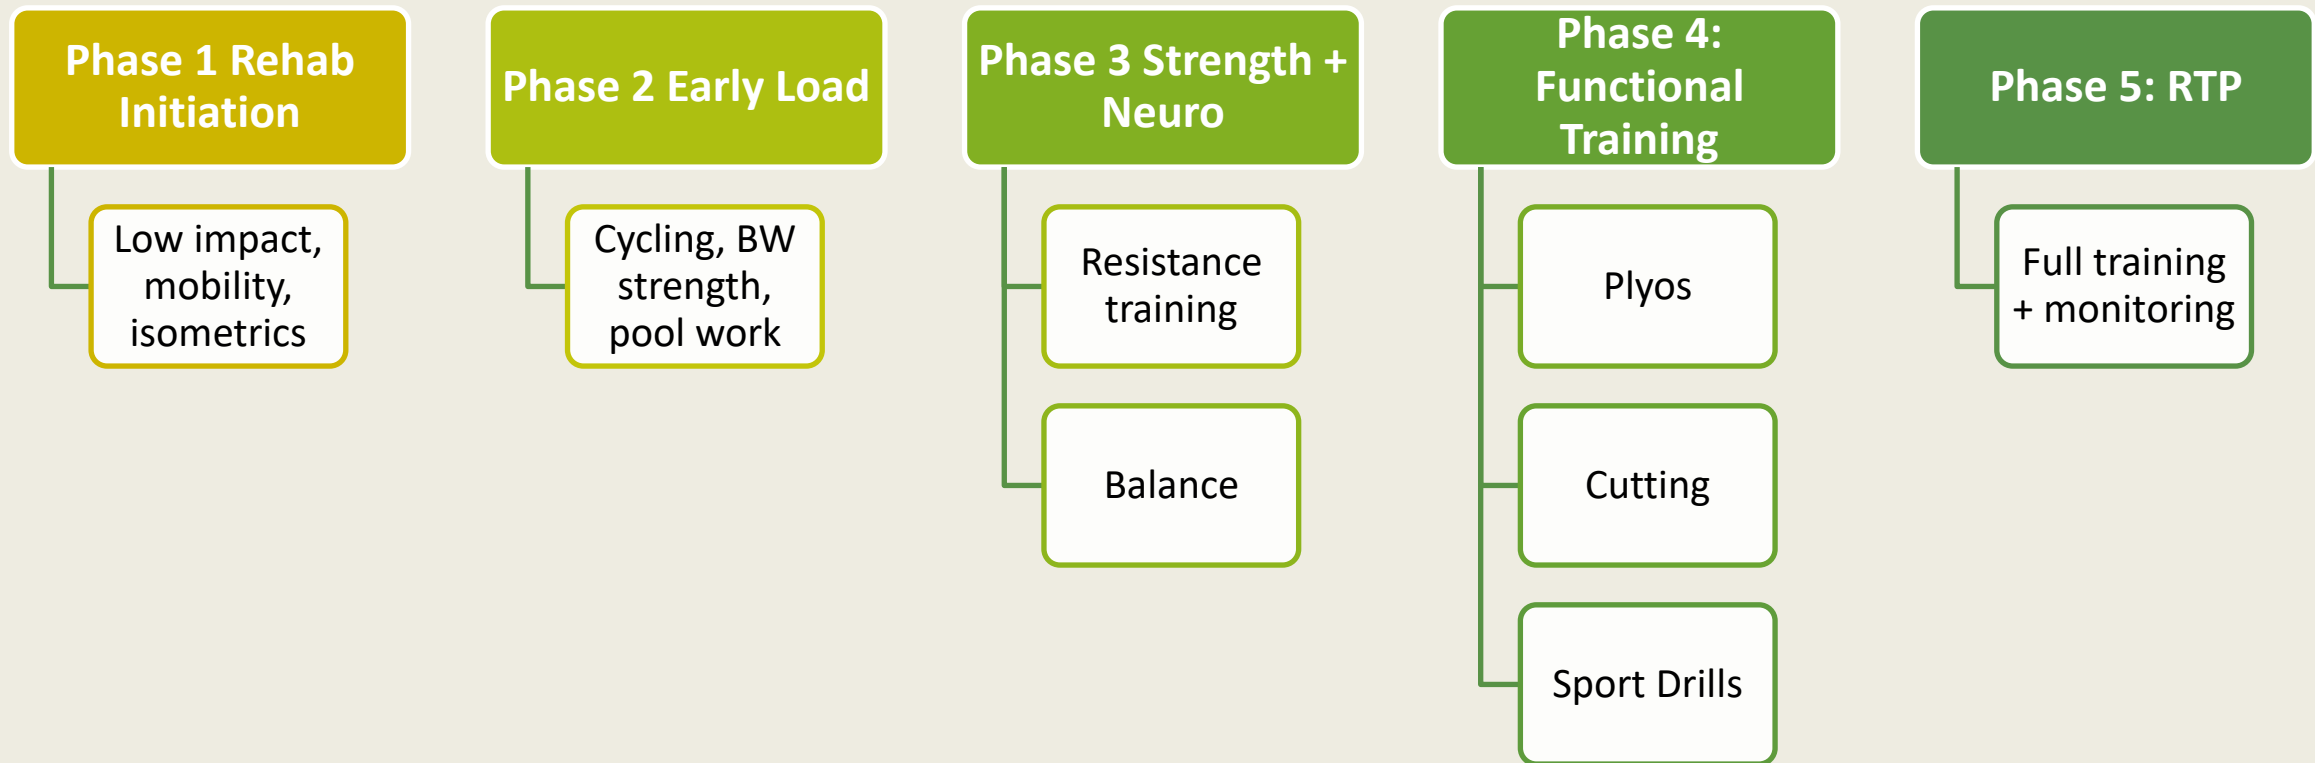 Phase 1 Rehab
Initiation
Low impact,
mobility,
isometrics
Phase 2 Early Load
Cycling, BW
strength,
pool work
Phase 3 Strength +
Neuro
Resistance
training
Balance
Phase 4:
Functional
Training
Plyos
Cutting
Sport Drills
Phase 5: RTP
Full training
+ monitoring